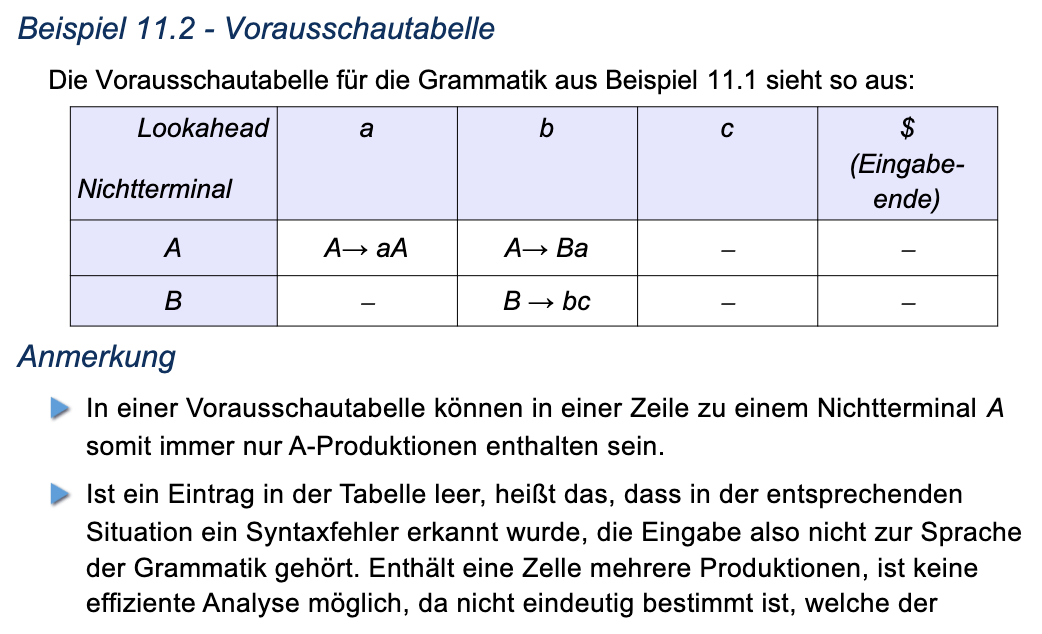 Beispiel 11.2 - Vorausschautabelle
Die Vorausschautabelle für die Grammatik aus Beispiel 11.1 sieht so aus:
Lookahead a b c $
(Eingabe-
Nichtterminal
ende)
A A→ aA A→ Ba – –
B – B → bc – –
Anmerkung
In einer Vorausschautabelle können in einer Zeile zu einem Nichtterminal A
somit immer nur A-Produktionen enthalten sein.
Ist ein Eintrag in der Tabelle leer, heißt das, dass in der entsprechenden
Situation ein Syntaxfehler erkannt wurde, die Eingabe also nicht zur Sprache
der Grammatik gehört. Enthält eine Zelle mehrere Produktionen, ist keine
effiziente Analyse möglich, da nicht eindeutig bestimmt ist, welche der